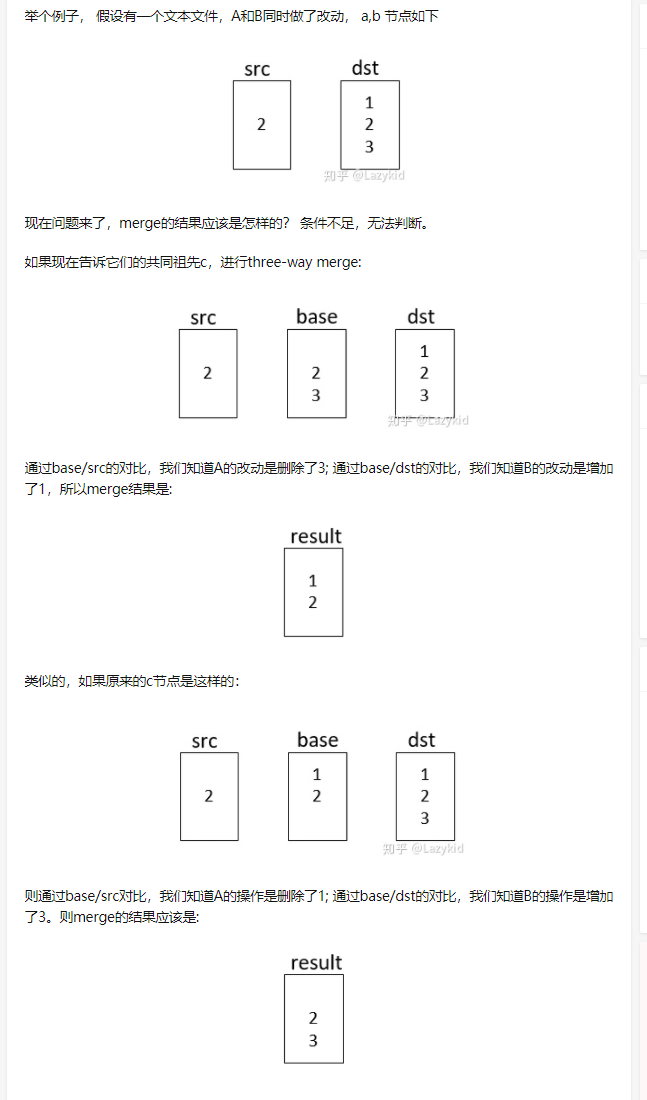 举个例子， 假设有一个文本文件，A和B同时做了改动， a,b 节点如下
src dst
2
1
2
3
知乎 @Lazykid
现在问题来了，merge的结果应该是怎样的？ 条件不足，无法判断。
如果现在告诉它们的共同祖先c，进行three-way merge:
src base dst
2
2
3
1
2
3
知乎 @Lazykid
通过base/src的对比，我们知道A的改动是删除了3; 通过base/dst的对比，我们知道B的改动是增加
了1，所以merge结果是:
result
1
2
类似的，如果原来的c节点是这样的：
src base dst
2
1
2
1
2
3
知乎 @Lazykid
则通过base/src对比，我们知道A的操作是删除了1; 通过base/dst的对比，我们知道B的操作是增加
了3。则merge的结果应该是:
result
2
3